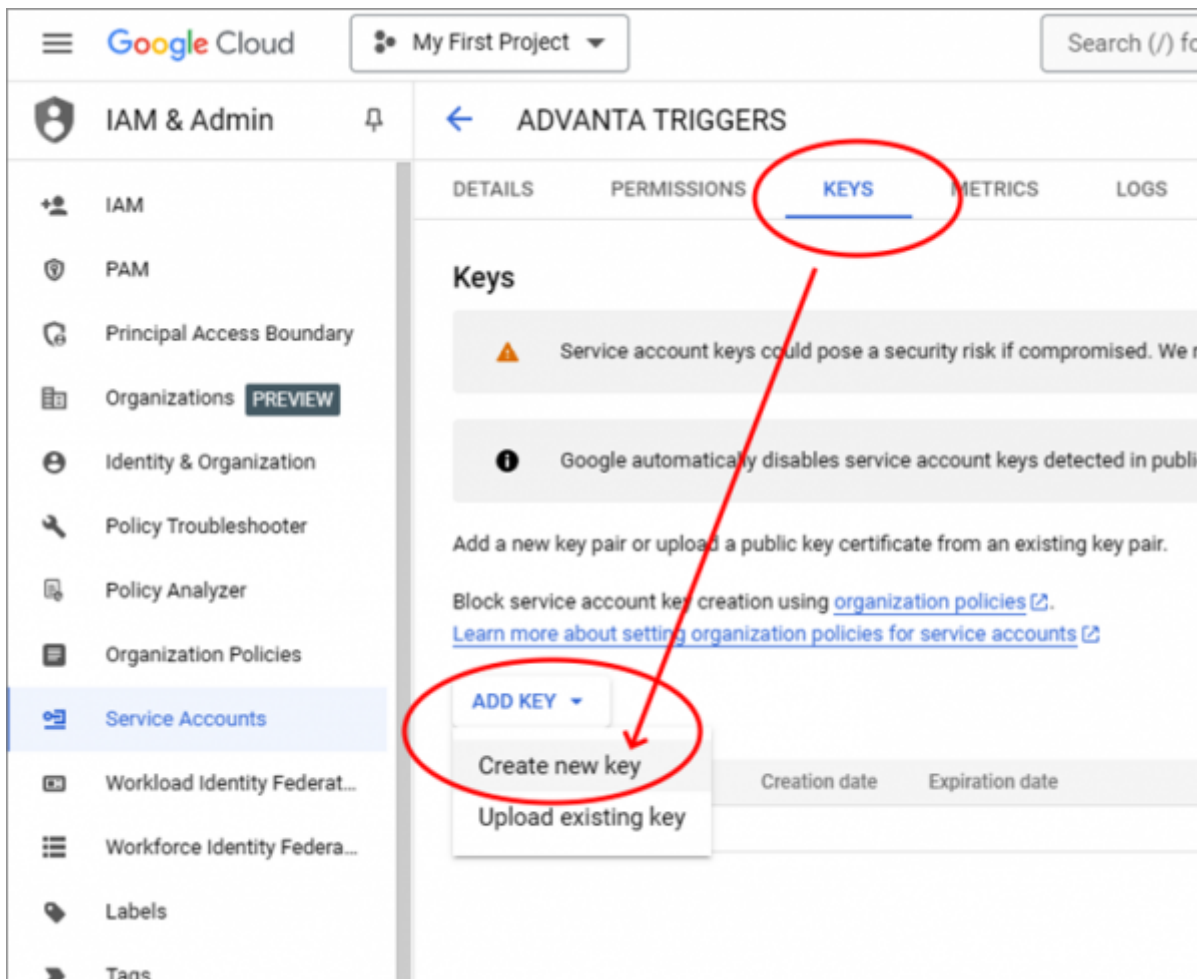 Google Cloud
My First Project
Search (/) fo
IAM & Admin
ADVANTA TRIGGERS
IAM
PAM
Principal Access Boundary
Organizations PREVIEW
Identity & Organization
Policy Troubleshooter
Policy Analyzer
Organization Policies
Service Accounts
Workload Identity Federat...
Workforce Identity Federa...
Labels
Tags
DETAILS PERMISSIONS KEYS METRICS LOGS
Keys
Service account keys could pose a security risk if compromised. We r
Google automatically disables service account keys detected in publi
Add a new key pair or upload a public key certificate from an existing key pair.
Block service account key creation using organization policies.
Learn more about setting organization policies for service accounts
ADD KEY
Create new key
Upload existing key
Creation date Expiration date